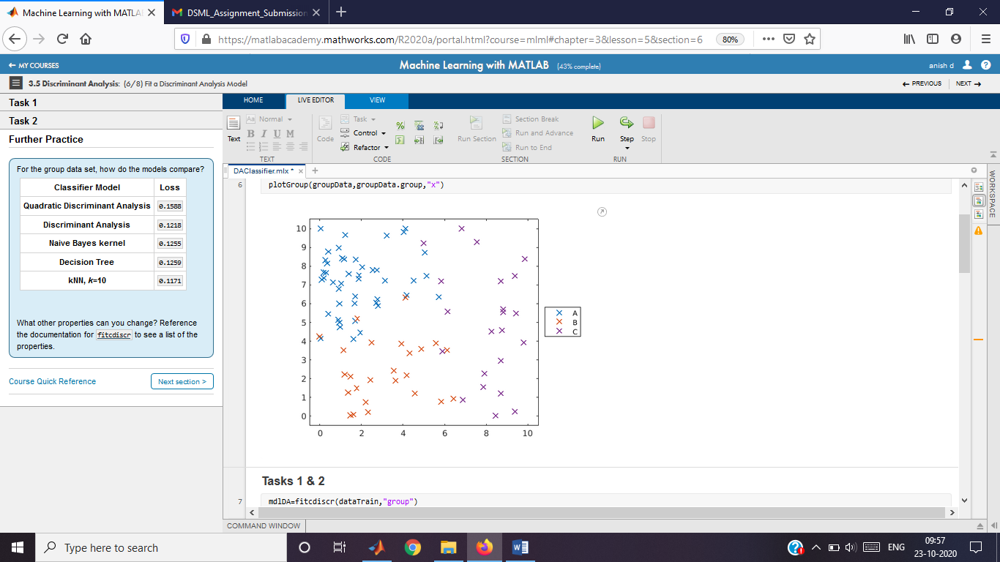 Machine Learning with MATLA
DSML_Assignment_Submission
https://matlabacademy.mathworks.com/R2020a/portal.html?course=mlml#chapter=3&lesson=5&section=6
80%
MY COURSES
Machine Learning with MATLAB (43% complete)
anish d
3.5 Discriminant Analysis: (6/8) Fit a Discriminant Analysis Model
PREVIOUS
NEXT
Task 1
Task 2
Further Practice
For the group data set, how do the models compare?
Classifier Model Loss
Quadratic Discriminant Analysis 0.1588
Discriminant Analysis 0.1218
Naive Bayes kernel 0.1255
Decision Tree 0.1259
kNN, k=10 0.1171
What other properties can you change? Reference
the documentation for fitcdiscr to see a list of the
properties.
Course Quick Reference
Next section >
HOME
LIVE EDITOR
VIEW
Text
Aa Normal
B I U M
TEXT
Code
Task
Control
Refactor
CODE
Run Section
Section Break
Run and Advance
Run to End
SECTION
Run
Step
Stop
RUN
DAClassifier.mlx *
WORKSPACE
6 plotGroup(groupData,groupData.group,"x")
10
9
8
7
6
5
4
3
2
1
0
0 2 4 6 8 10
A
B
C
Tasks 1 & 2
7 mdlDA=fitcdiscr(dataTrain,"group")
COMMAND WINDOW
Type here to search
ENG
09:57
23-10-2020